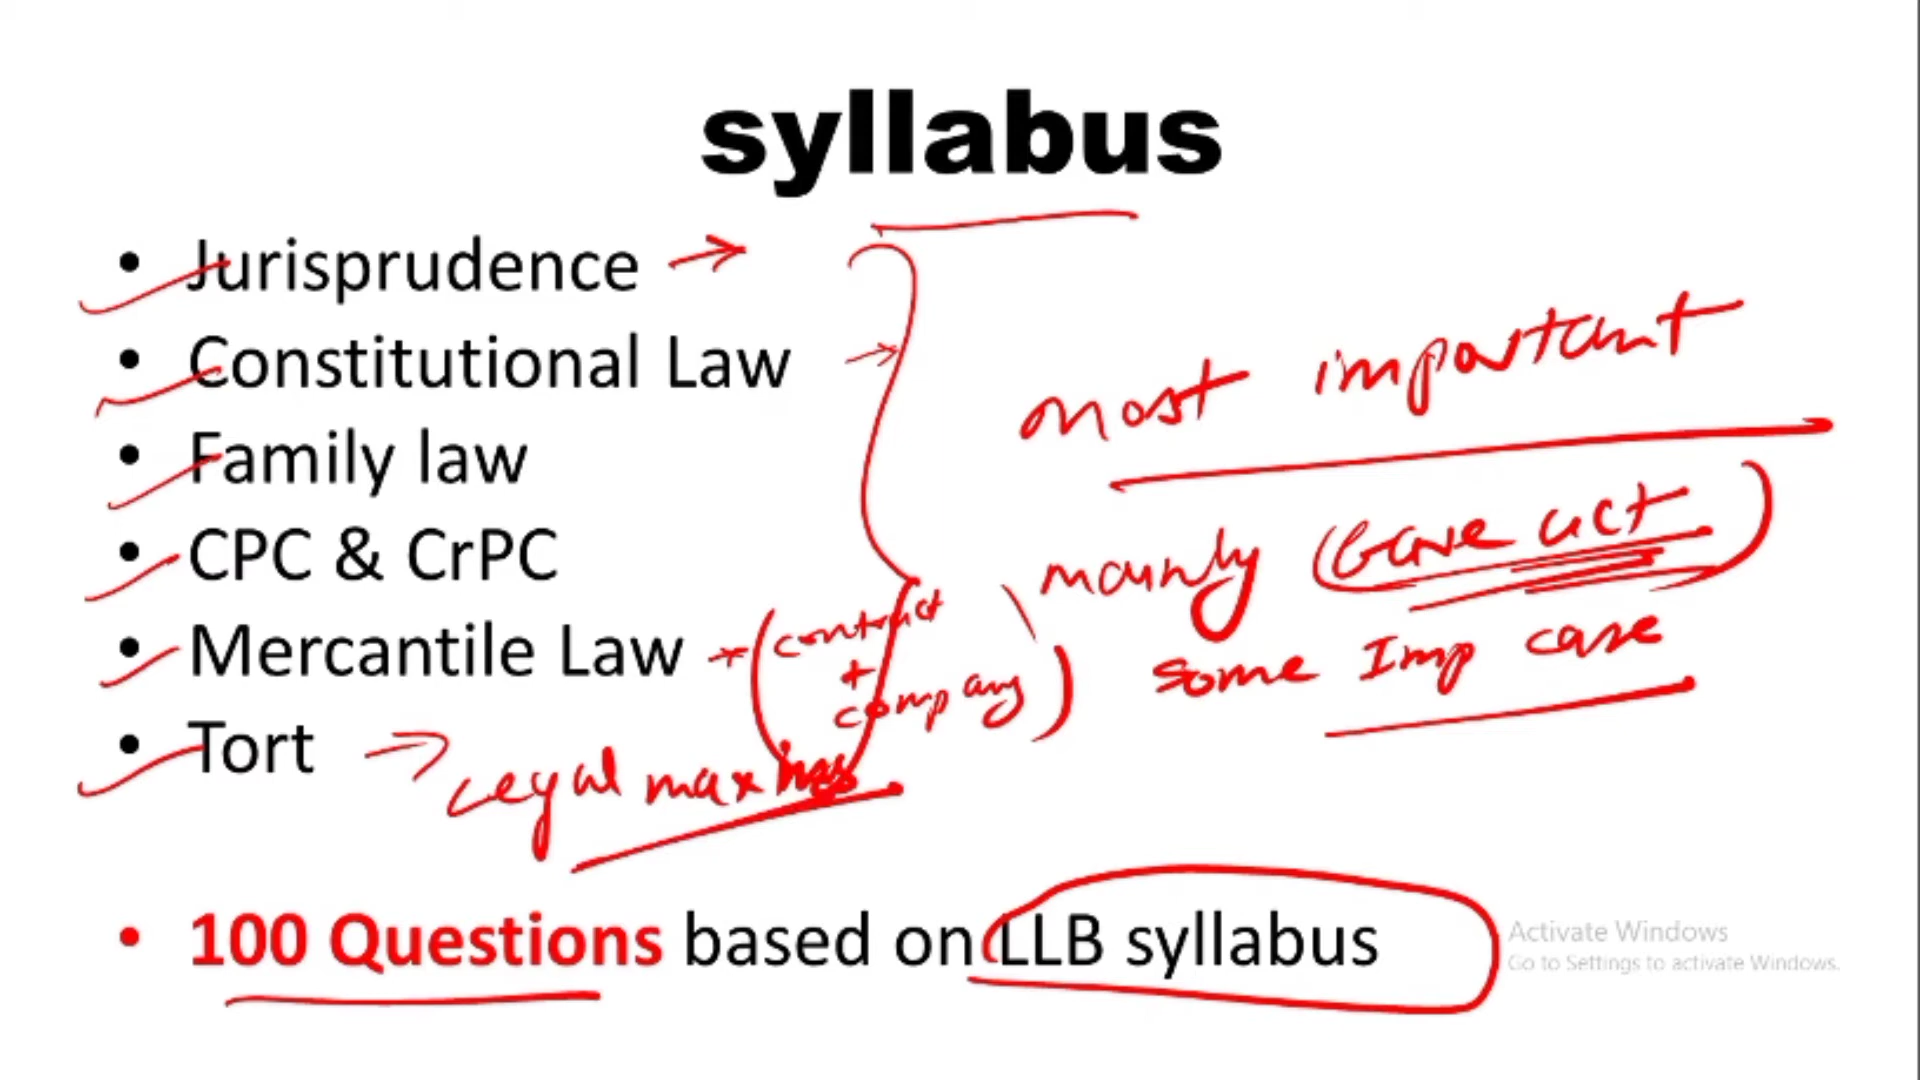 syllabus
• Jurisprudence →
• Constitutional Law →
most important
• Family law
mainly (Bare act)
• CPC & CrPC
some Imp case
• Mercantile Law → (contract
+
company)
• Tort → Legal maxims
• 100 Questions based on LLB syllabus
Activate Windows
Go to Settings to activate Windows.